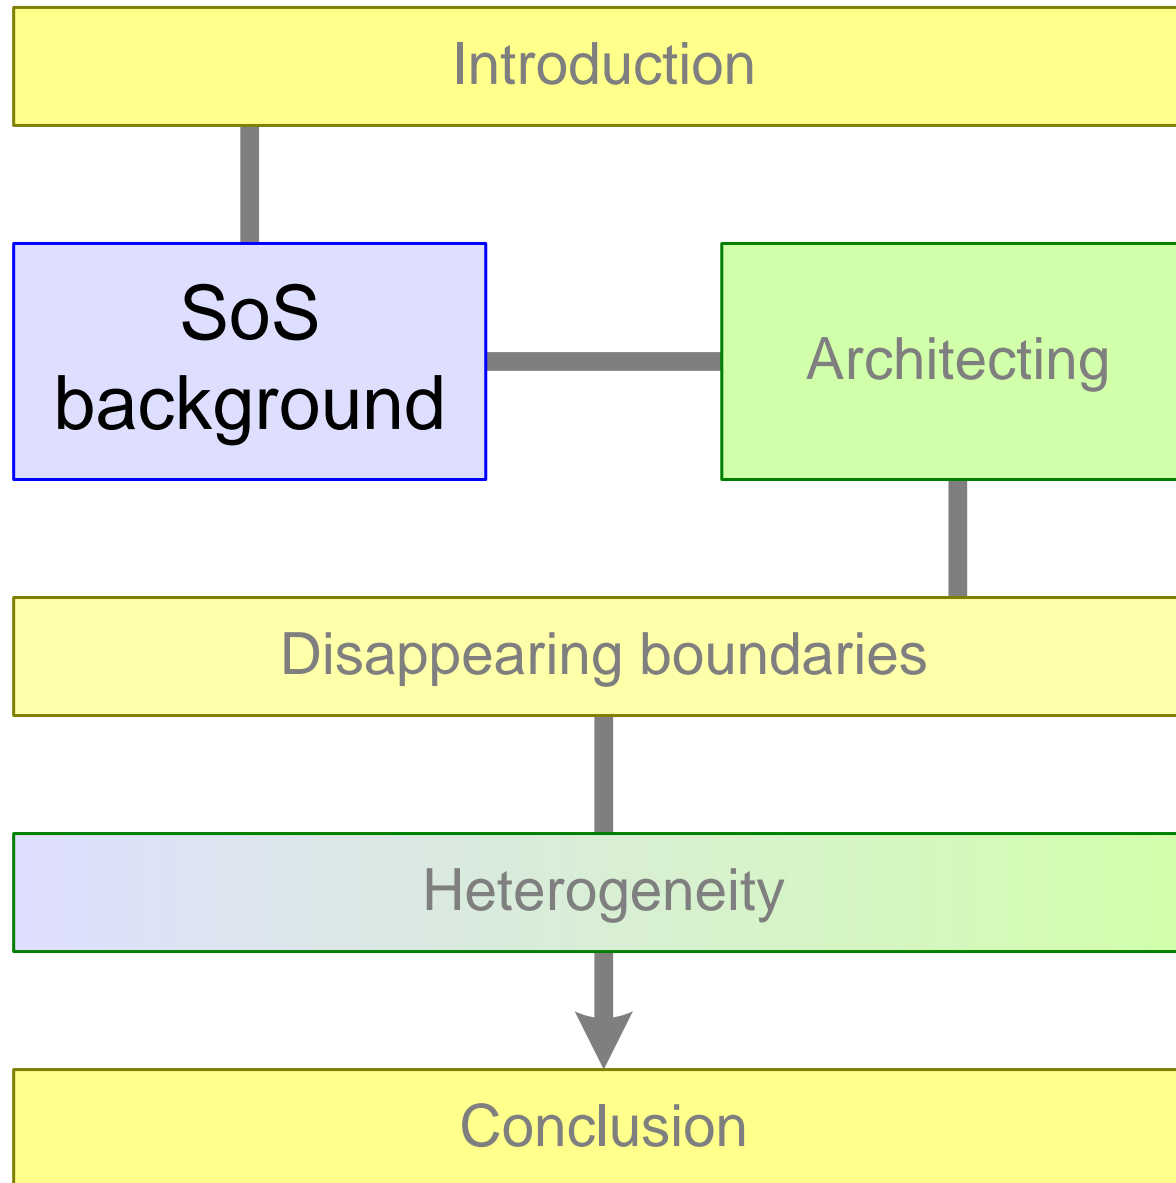 Introduction
SoS
background
Architecting
Disappearing boundaries
Heterogeneity
Conclusion